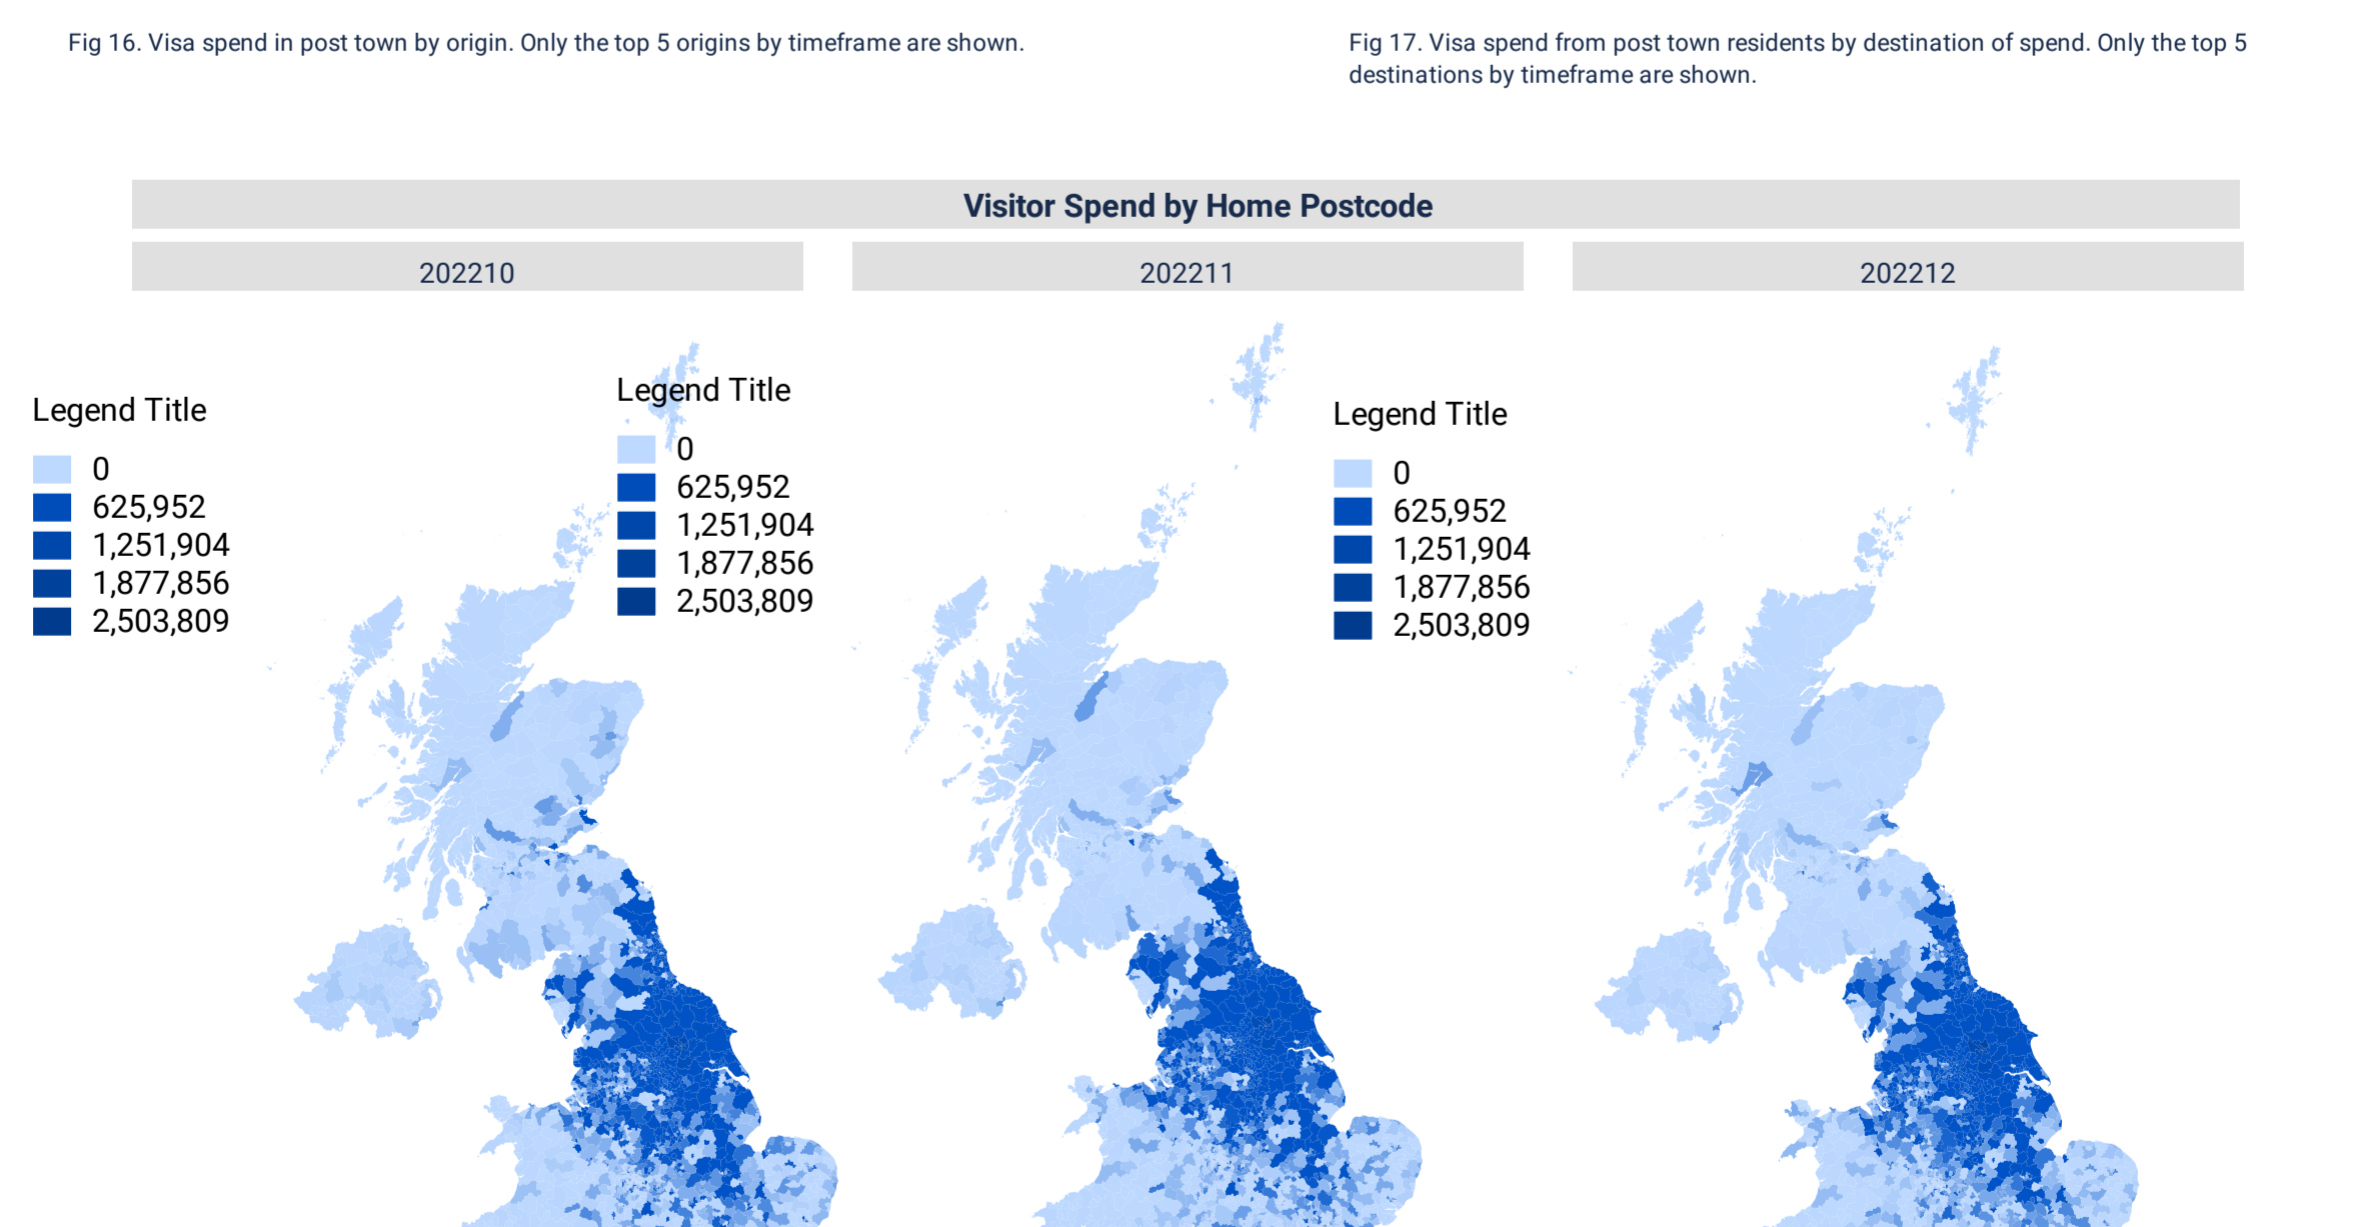 Fig 16. Visa spend in post town by origin. Only the top 5 origins by timeframe are shown.
Fig 17. Visa spend from post town residents by destination of spend. Only the top 5
destinations by timeframe are shown.
Visitor Spend by Home Postcode
202210
202211
202212
Legend Title
0
625,952
1,251,904
1,877,856
2,503,809
Legend Title
0
625,952
1,251,904
1,877,856
2,503,809
Legend Title
0
625,952
1,251,904
1,877,856
2,503,809